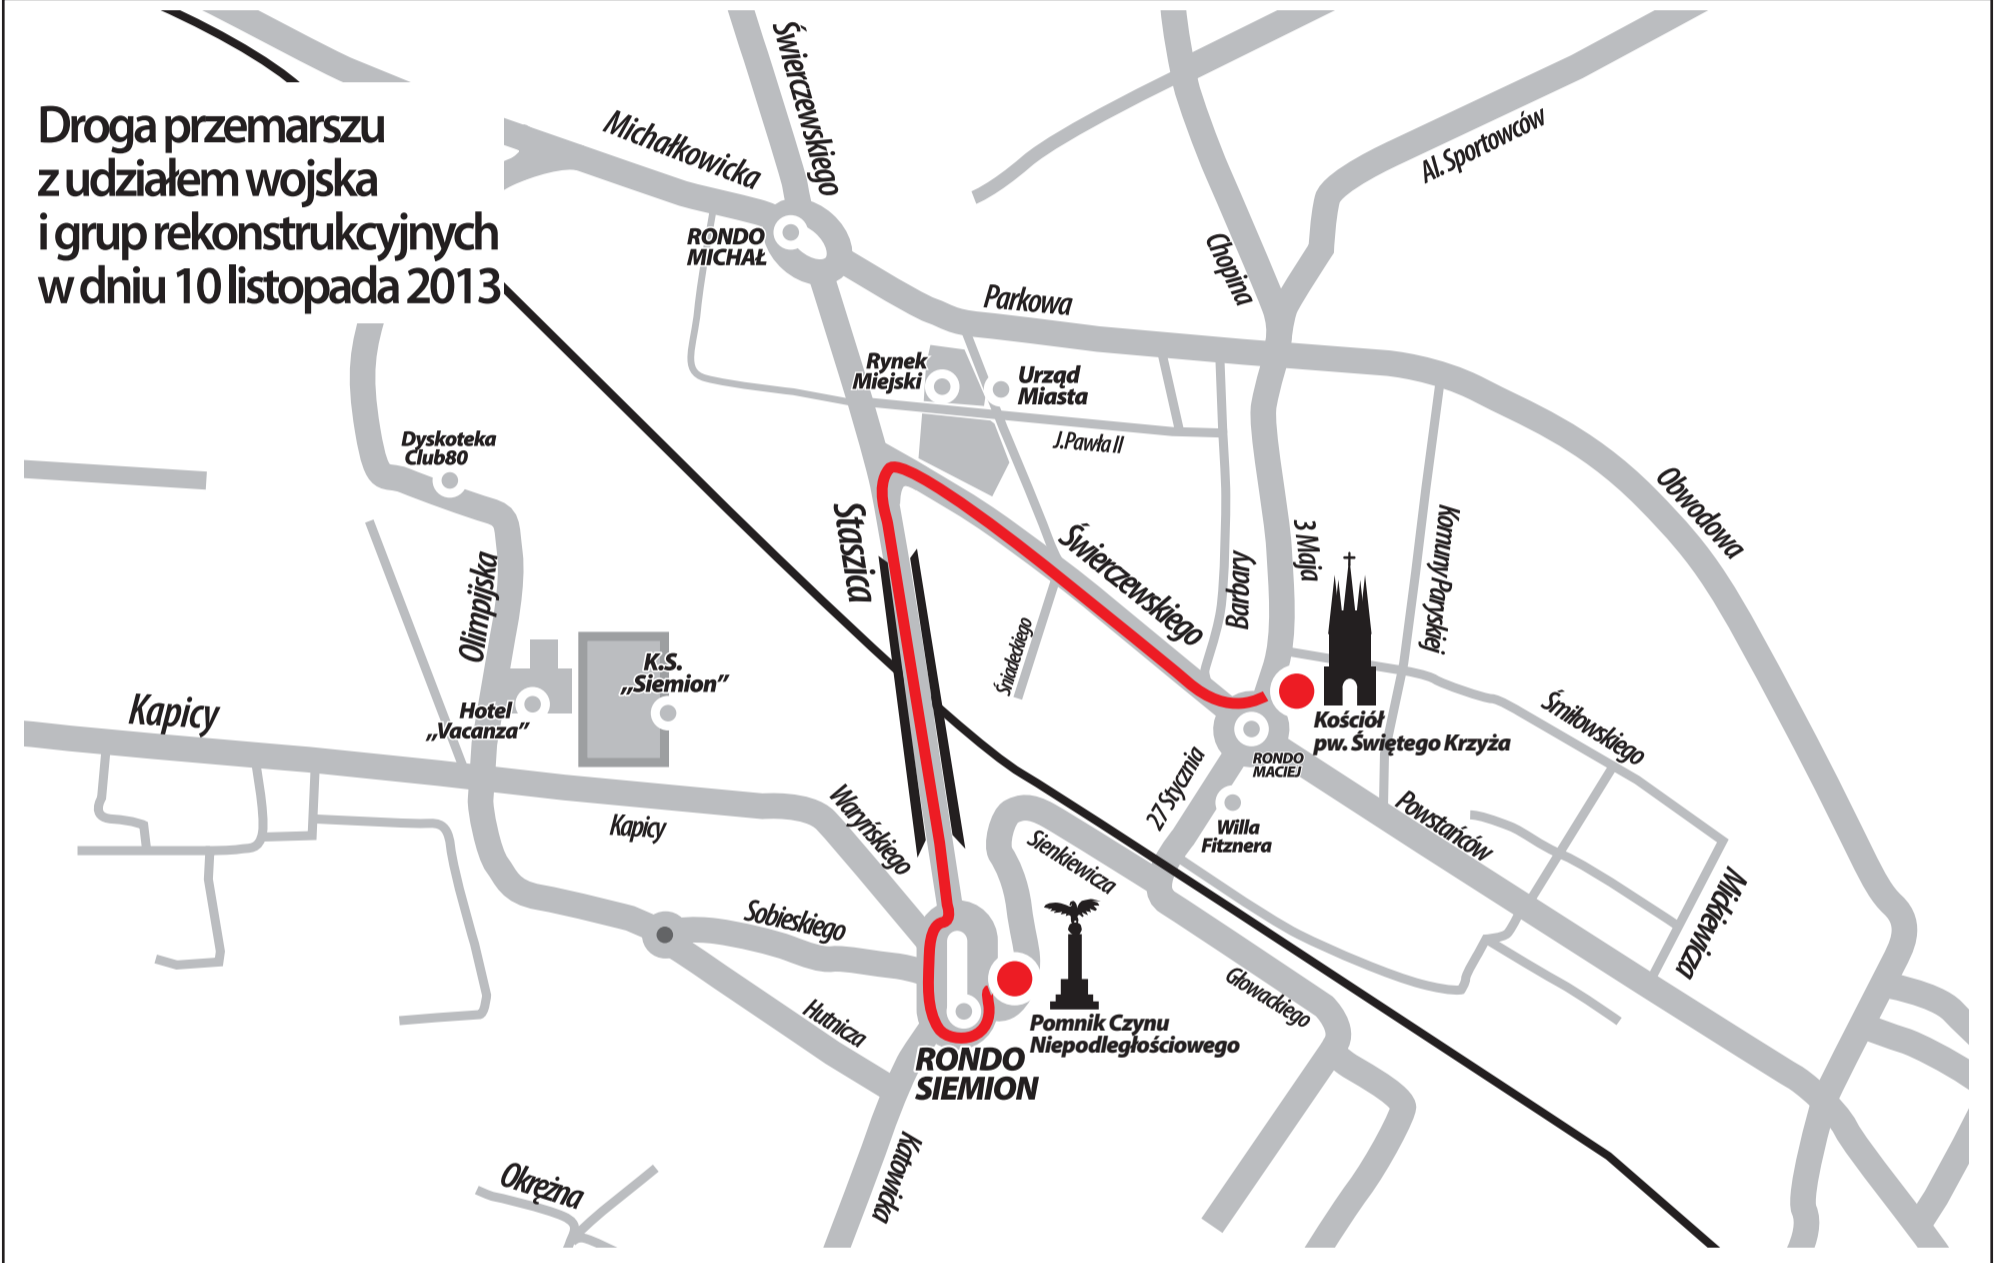 Droga przemarszu
z udziałem wojska
i grup rekonstrukcyjnych
w dniu 10 listopada 2013
Świerczewskiego
Michałkowicka
RONDO
MICHAŁ
Al. Sportowców
Chopina
Parkowa
Rynek
Miejski
Urząd
Miasta
J.Pawła II
Dyskoteka
Club80
Obwodowa
Staszica
Komuny Paryskiej
3 Maja
Świerczewskiego
Barbary
Olimpijska
Śniadeckiego
K.S.
„Siemion”
Hotel
„Vacanza”
Kapicy
Kościół
pw. Świętego Krzyża
Śmiłowskiego
RONDO
MACIEJ
27 Stycznia
Powstańców
Willa
Fitznera
Kapicy
Waryńskiego
Sienkiewicza
Mickiewicza
Sobieskiego
Głowackiego
Hutnicza
Pomnik Czynu
Niepodległościowego
RONDO
SIEMION
Katowicka
Okrężna